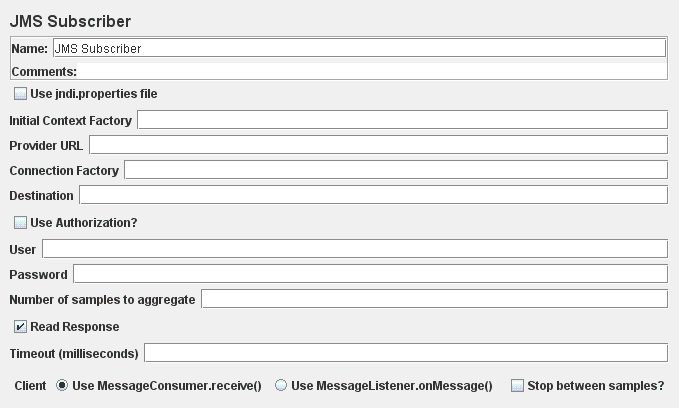 JMS Subscriber
Name: JMS Subscriber
Comments:
Use jndi.properties file
Initial Context Factory
Provider URL
Connection Factory
Destination
Use Authorization?
User
Password
Number of samples to aggregate
Read Response
Timeout (milliseconds)
Client Use MessageConsumer.receive() Use MessageListener.onMessage() Stop between samples?